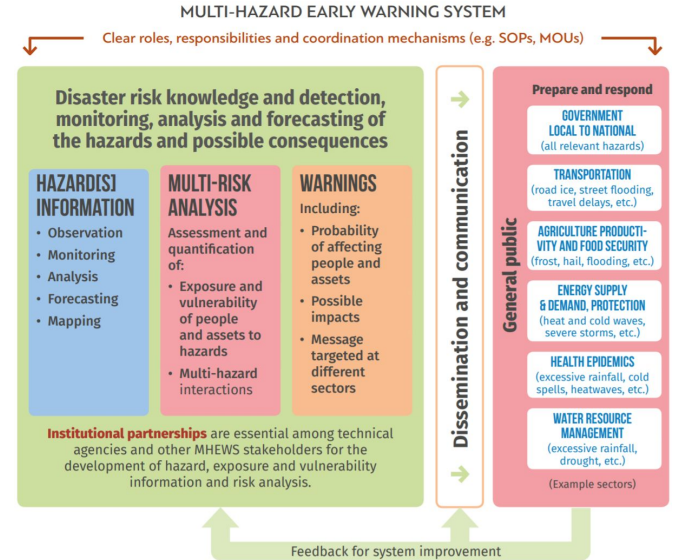 MULTI-HAZARD EARLY WARNING SYSTEM
Clear roles, responsibilities and coordination mechanisms (e.g. SOPs, MOUs)
Disaster risk knowledge and detection,
monitoring, analysis and forecasting of
the hazards and possible consequences
HAZARD[S]
INFORMATION
• Observation
• Monitoring
• Analysis
• Forecasting
• Mapping
MULTI-RISK
ANALYSIS
Assessment and
quantification
of:
• Exposure and
vulnerability
of people
and assets to
hazards
• Multi-hazard
interactions
WARNINGS
Including:
• Probability
of affecting
people and
assets
• Possible
impacts
• Message
targeted at
different
sectors
Institutional partnerships are essential among technical
agencies and other MHEWS stakeholders for the
development of hazard, exposure and vulnerability
information and risk analysis.
Dissemination and communication
General public
Prepare and respond
GOVERNMENT
LOCAL TO NATIONAL
(all relevant hazards)
TRANSPORTATION
(road ice, street flooding,
travel delays, etc.)
AGRICULTURE PRODUCTI-
VITY AND FOOD SECURITY
(frost, hail, flooding, etc.)
ENERGY SUPPLY
& DEMAND, PROTECTION
(heat and cold waves,
severe storms, etc.)
HEALTH EPIDEMICS
(excessive rainfall, cold
spells, heatwaves, etc.)
WATER RESOURCE
MANAGEMENT
(excessive rainfall,
drought, etc.)
(Example sectors)
Feedback for system improvement